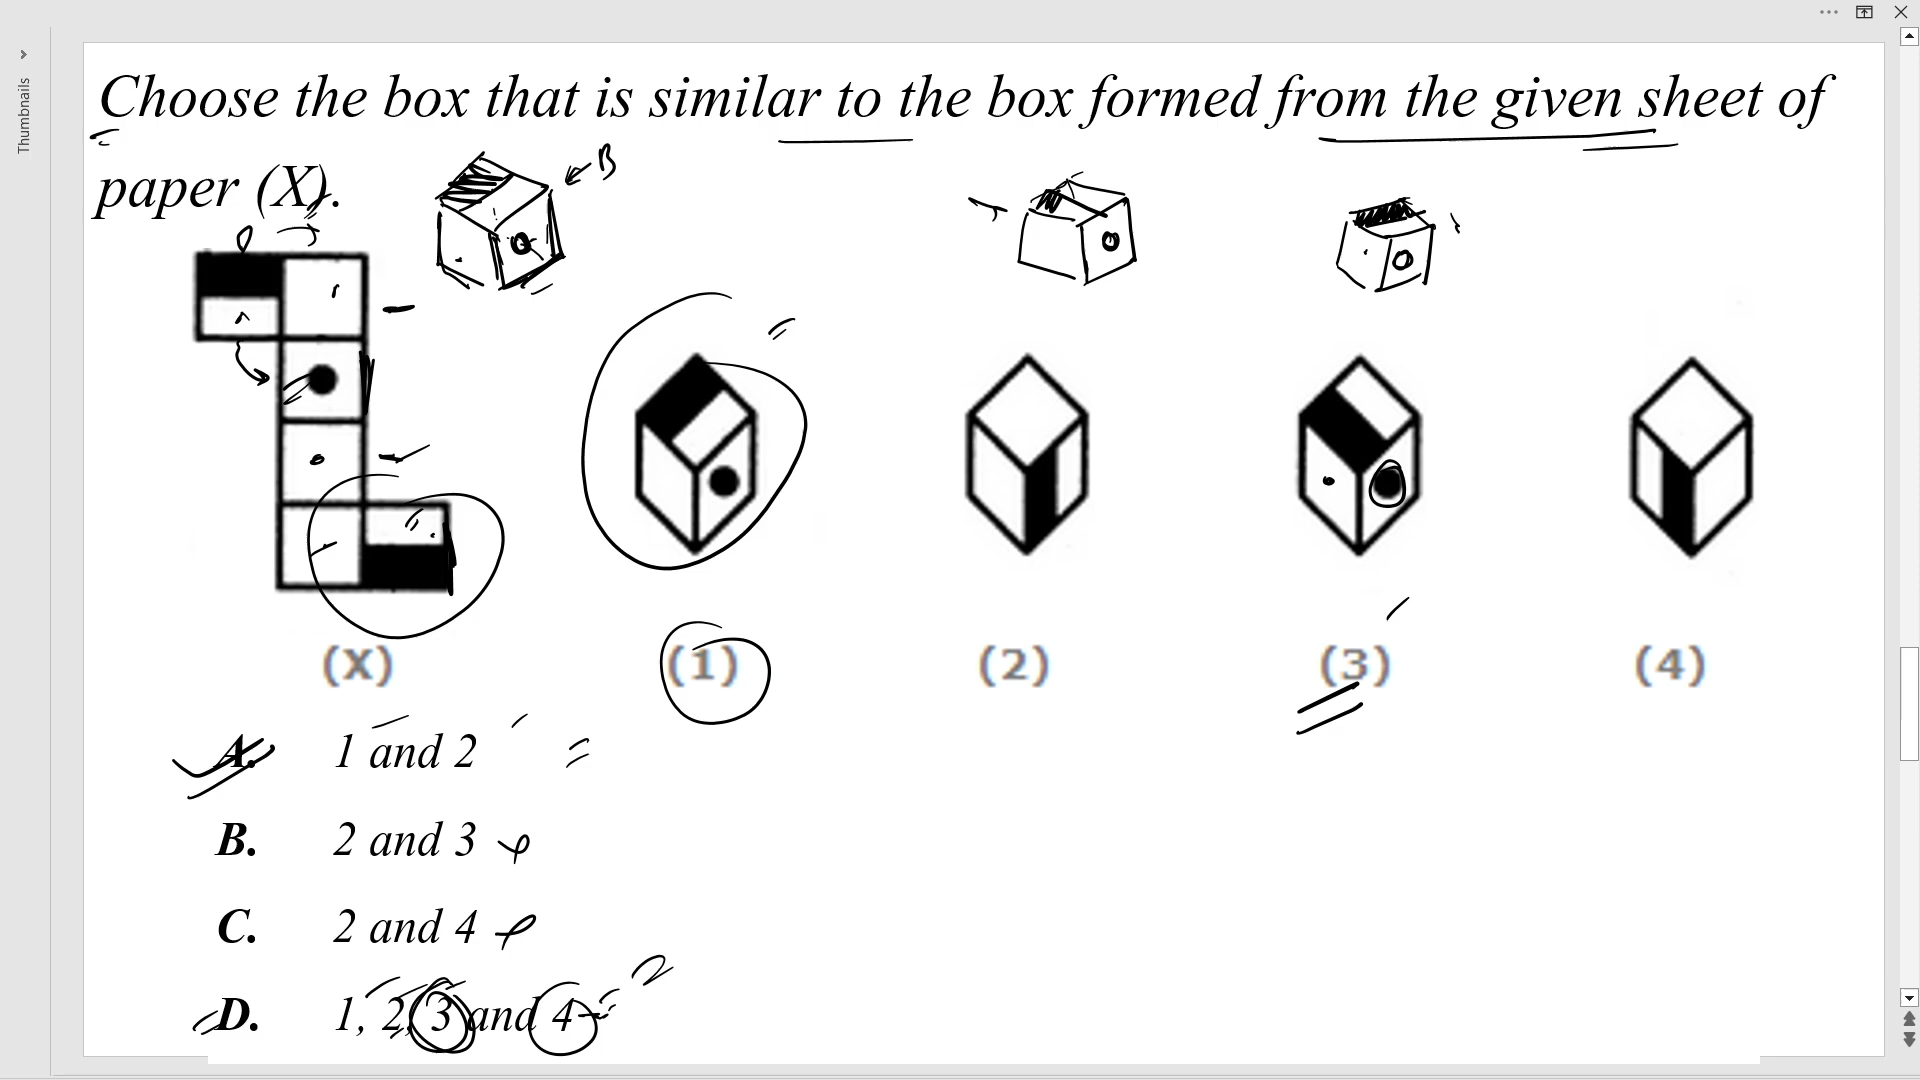 Thumbnails
Choose the box that is similar to the box formed from the given sheet of
paper (X).
B
(X) (1) (2) (3) (4)
A. 1 and 2
B. 2 and 3
C. 2 and 4
D. 1, 2, 3 and 4